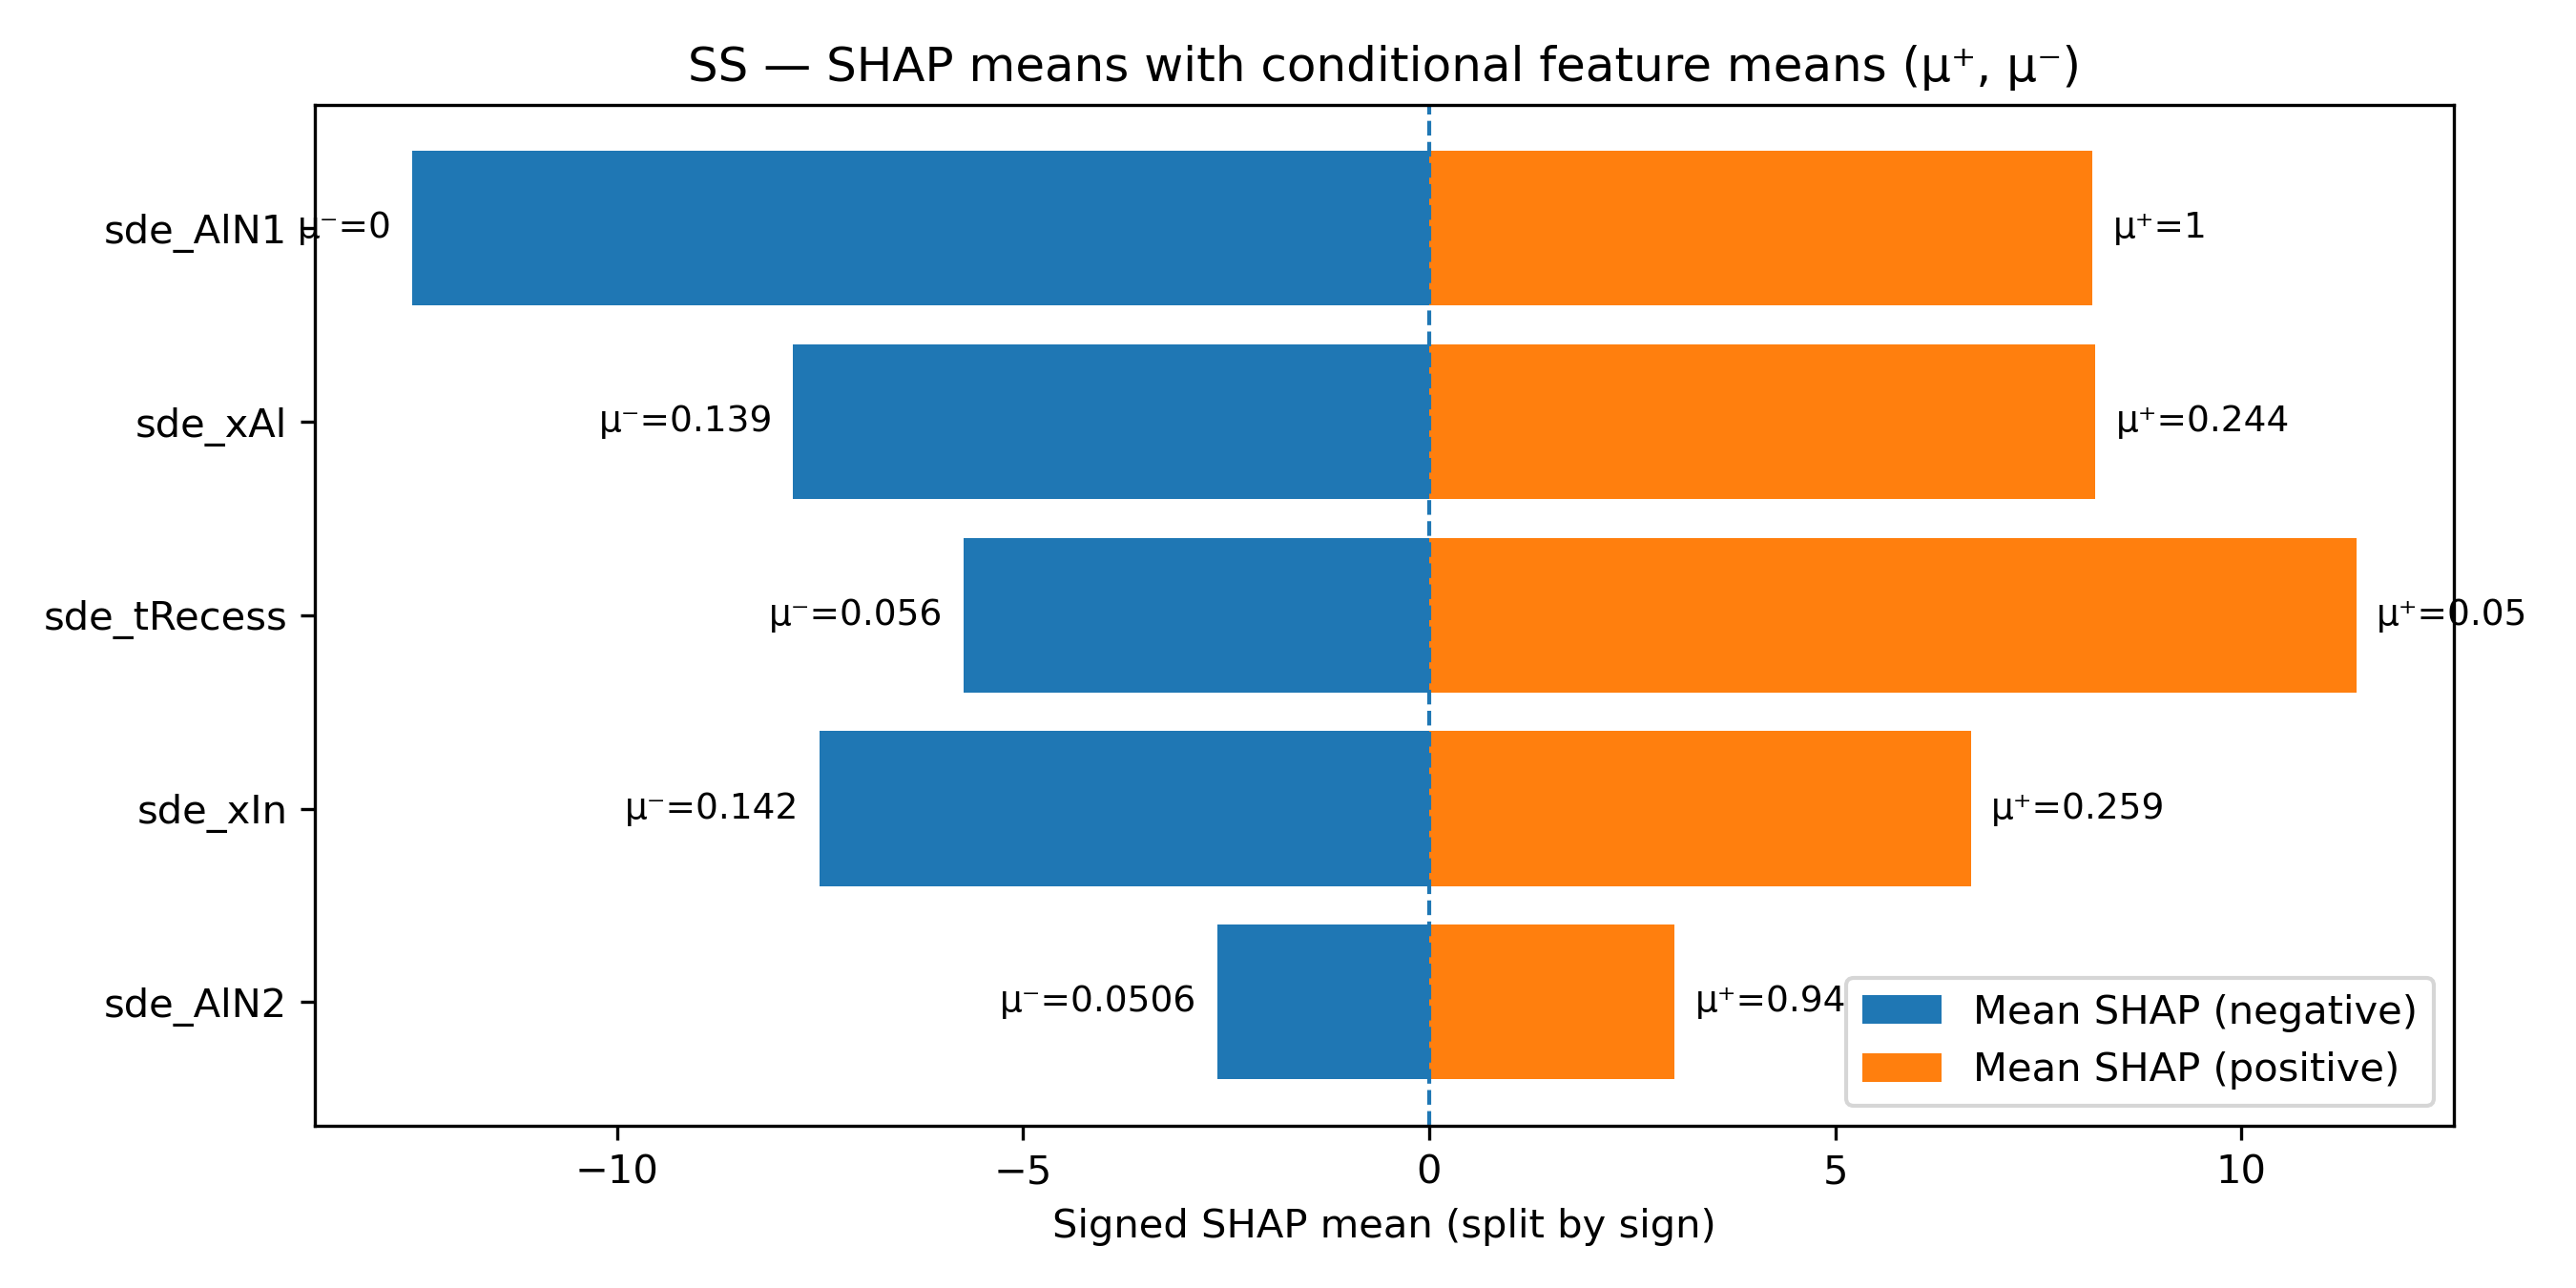 SS — SHAP means with conditional feature means (μ⁺, μ⁻)
sde_AlN1 μ⁻=0 μ⁺=1
sde_xAl μ⁻=0.139 μ⁺=0.244
sde_tRecess μ⁻=0.056 μ⁺=0.05
sde_xIn μ⁻=0.142 μ⁺=0.259
sde_AlN2 μ⁻=0.0506 μ⁺=0.94
Mean SHAP (negative)
Mean SHAP (positive)
−10 −5 0 5 10
Signed SHAP mean (split by sign)